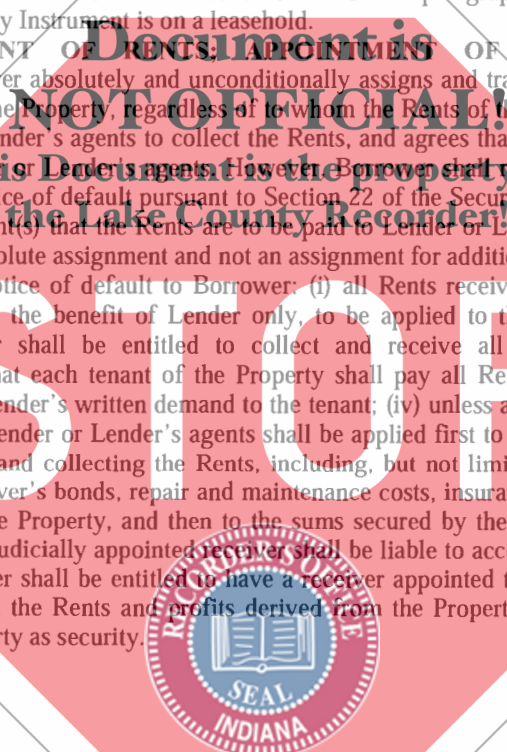 y Instrument is on a leasehold.
NT OF RENTS; APPOINTMENT OF
Document is
er absolutely and unconditionally assigns and tra
he Property, regardless of to whom the Rents of t
NOT OFFICIAL!
nder's agents to collect the Rents, and agrees tha
or Lender's agents. However, Borrower shall r
is Document is the property
ce of default pursuant to Section 22 of the Secur
the Lake County Recorder!
nt(s) that the Rents are to be paid to Lender or L
olute assignment and not an assignment for additi
otice of default to Borrower: (i) all Rents receiv
the benefit of Lender only, to be applied to t
r shall be entitled to collect and receive all
hat each tenant of the Property shall pay all Re
ender's written demand to the tenant; (iv) unless a
ender or Lender's agents shall be applied first to
and collecting the Rents, including, but not limi
STOP
ver's bonds, repair and maintenance costs, insura
e Property, and then to the sums secured by the
udicially appointed receiver shall be liable to acc
er shall be entitled to have a receiver appointed t
the Rents and profits derived from the Propert
rty as security.
RECORDER'S OFFICE
SEAL
INDIANA